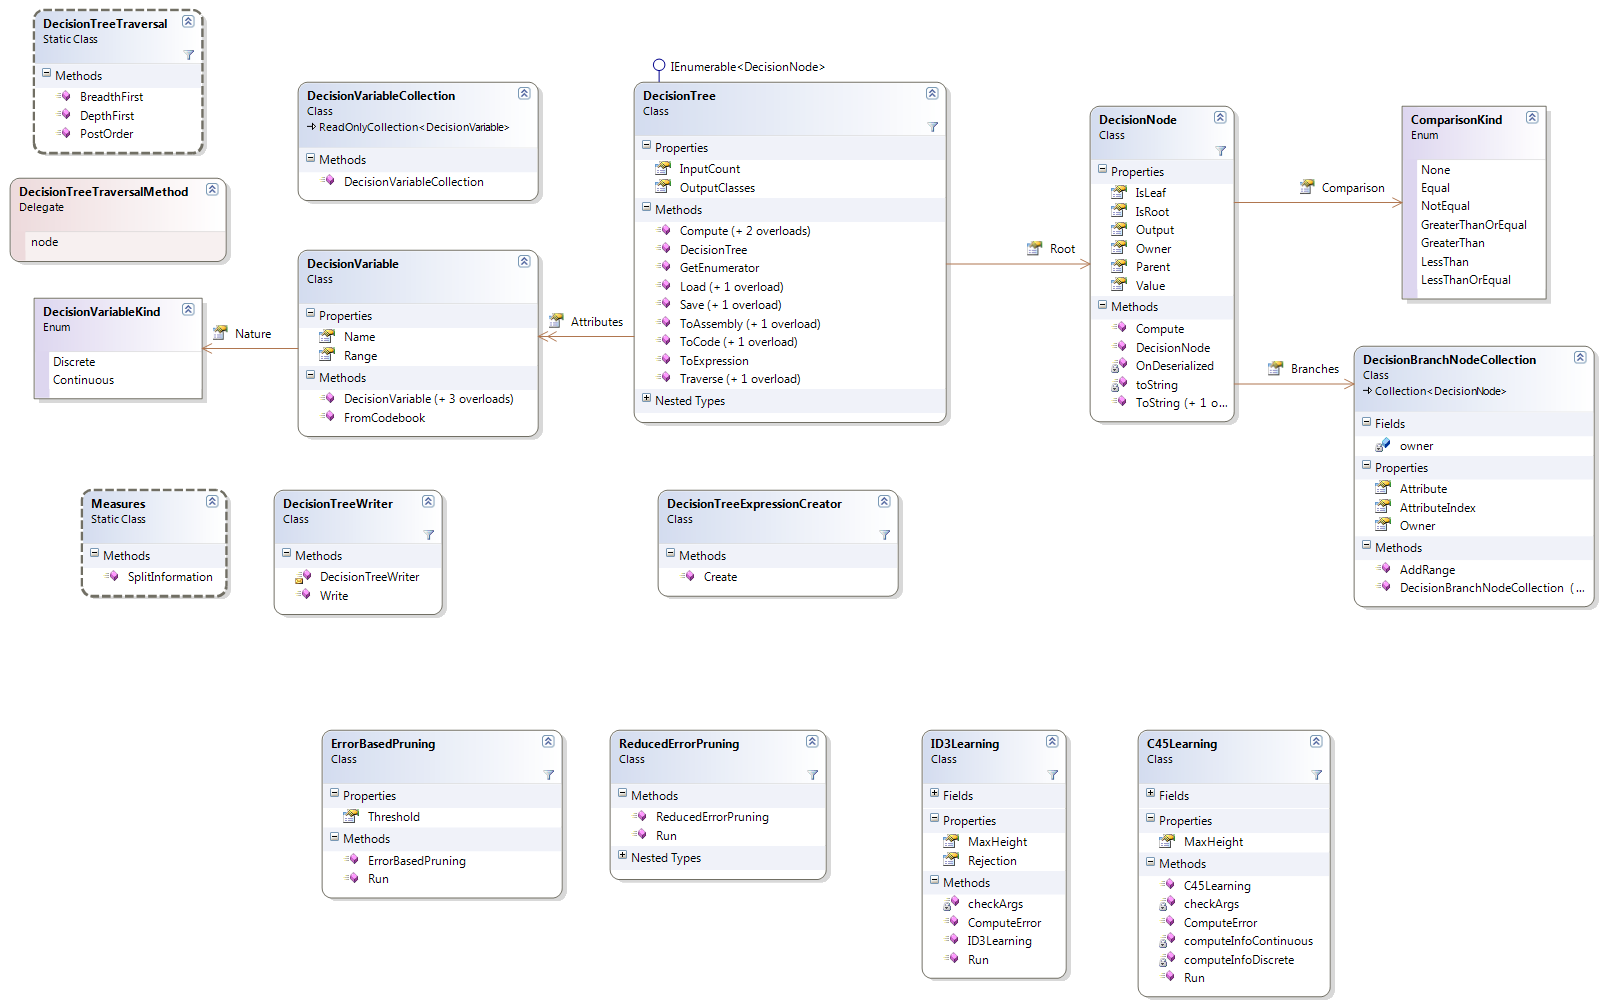 DecisionTreeTraversal
Static Class
Methods
BreadthFirst
DepthFirst
PostOrder
DecisionTreeTraversalMethod
Delegate
node
DecisionVariableKind
Enum
Discrete
Continuous
Nature
DecisionVariableCollection
Class
ReadOnlyCollection<DecisionVariable>
Methods
DecisionVariableCollection
DecisionVariable
Class
Properties
Name
Range
Methods
DecisionVariable (+ 3 overloads)
FromCodebook
Attributes
IEnumerable<DecisionNode>
DecisionTree
Class
Properties
InputCount
OutputClasses
Methods
Compute (+ 2 overloads)
DecisionTree
GetEnumerator
Load (+ 1 overload)
Save (+ 1 overload)
ToAssembly (+ 1 overload)
ToCode (+ 1 overload)
ToExpression
Traverse (+ 1 overload)
Nested Types
Root
DecisionNode
Class
Properties
IsLeaf
IsRoot
Output
Owner
Parent
Value
Methods
Compute
DecisionNode
OnDeserialized
toString
ToString (+ 1 o...
Comparison
ComparisonKind
Enum
None
Equal
NotEqual
GreaterThanOrEqual
GreaterThan
LessThan
LessThanOrEqual
Branches
DecisionBranchNodeCollection
Class
Collection<DecisionNode>
Fields
owner
Properties
Attribute
AttributeIndex
Owner
Methods
AddRange
DecisionBranchNodeCollection (...
Measures
Static Class
Methods
SplitInformation
DecisionTreeWriter
Class
Methods
DecisionTreeWriter
Write
DecisionTreeExpressionCreator
Class
Methods
Create
ErrorBasedPruning
Class
Properties
Threshold
Methods
ErrorBasedPruning
Run
ReducedErrorPruning
Class
Methods
ReducedErrorPruning
Run
Nested Types
ID3Learning
Class
Fields
Properties
MaxHeight
Rejection
Methods
checkArgs
ComputeError
ID3Learning
Run
C45Learning
Class
Fields
Properties
MaxHeight
Methods
C45Learning
checkArgs
ComputeError
computeInfoContinuous
computeInfoDiscrete
Run